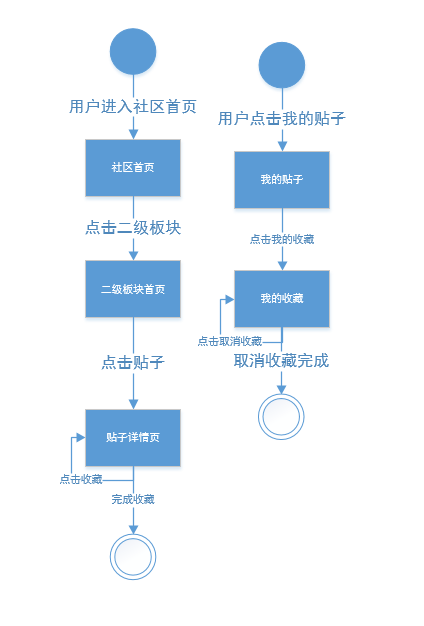 用户进入社区首页
社区首页
点击二级板块
二级板块首页
点击贴子
贴子详情页
点击收藏
完成收藏
用户点击我的贴子
我的贴子
点击我的收藏
我的收藏
点击取消收藏
取消收藏完成